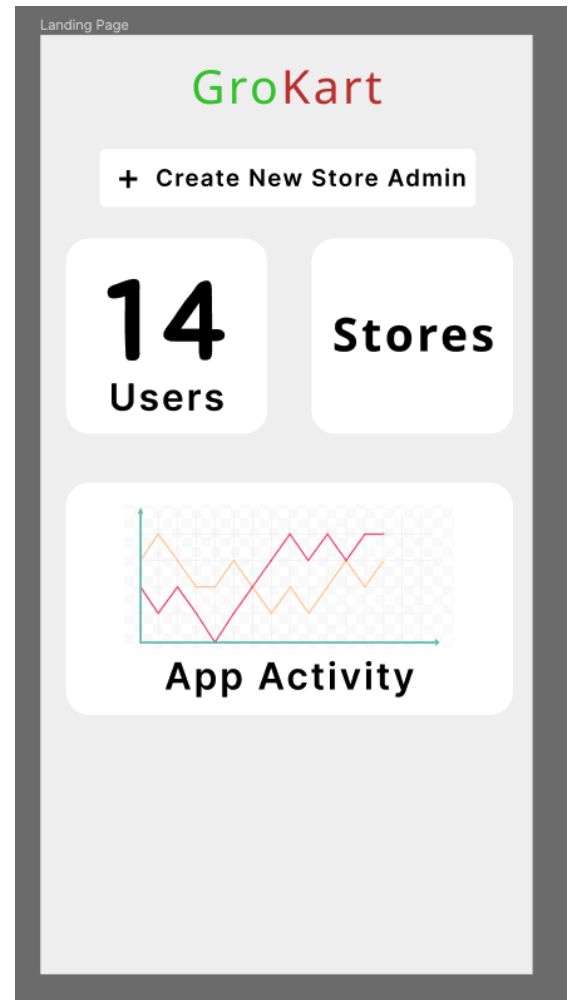 Landing Page
GroKart
+ Create New Store Admin
14
Users
Stores
App Activity